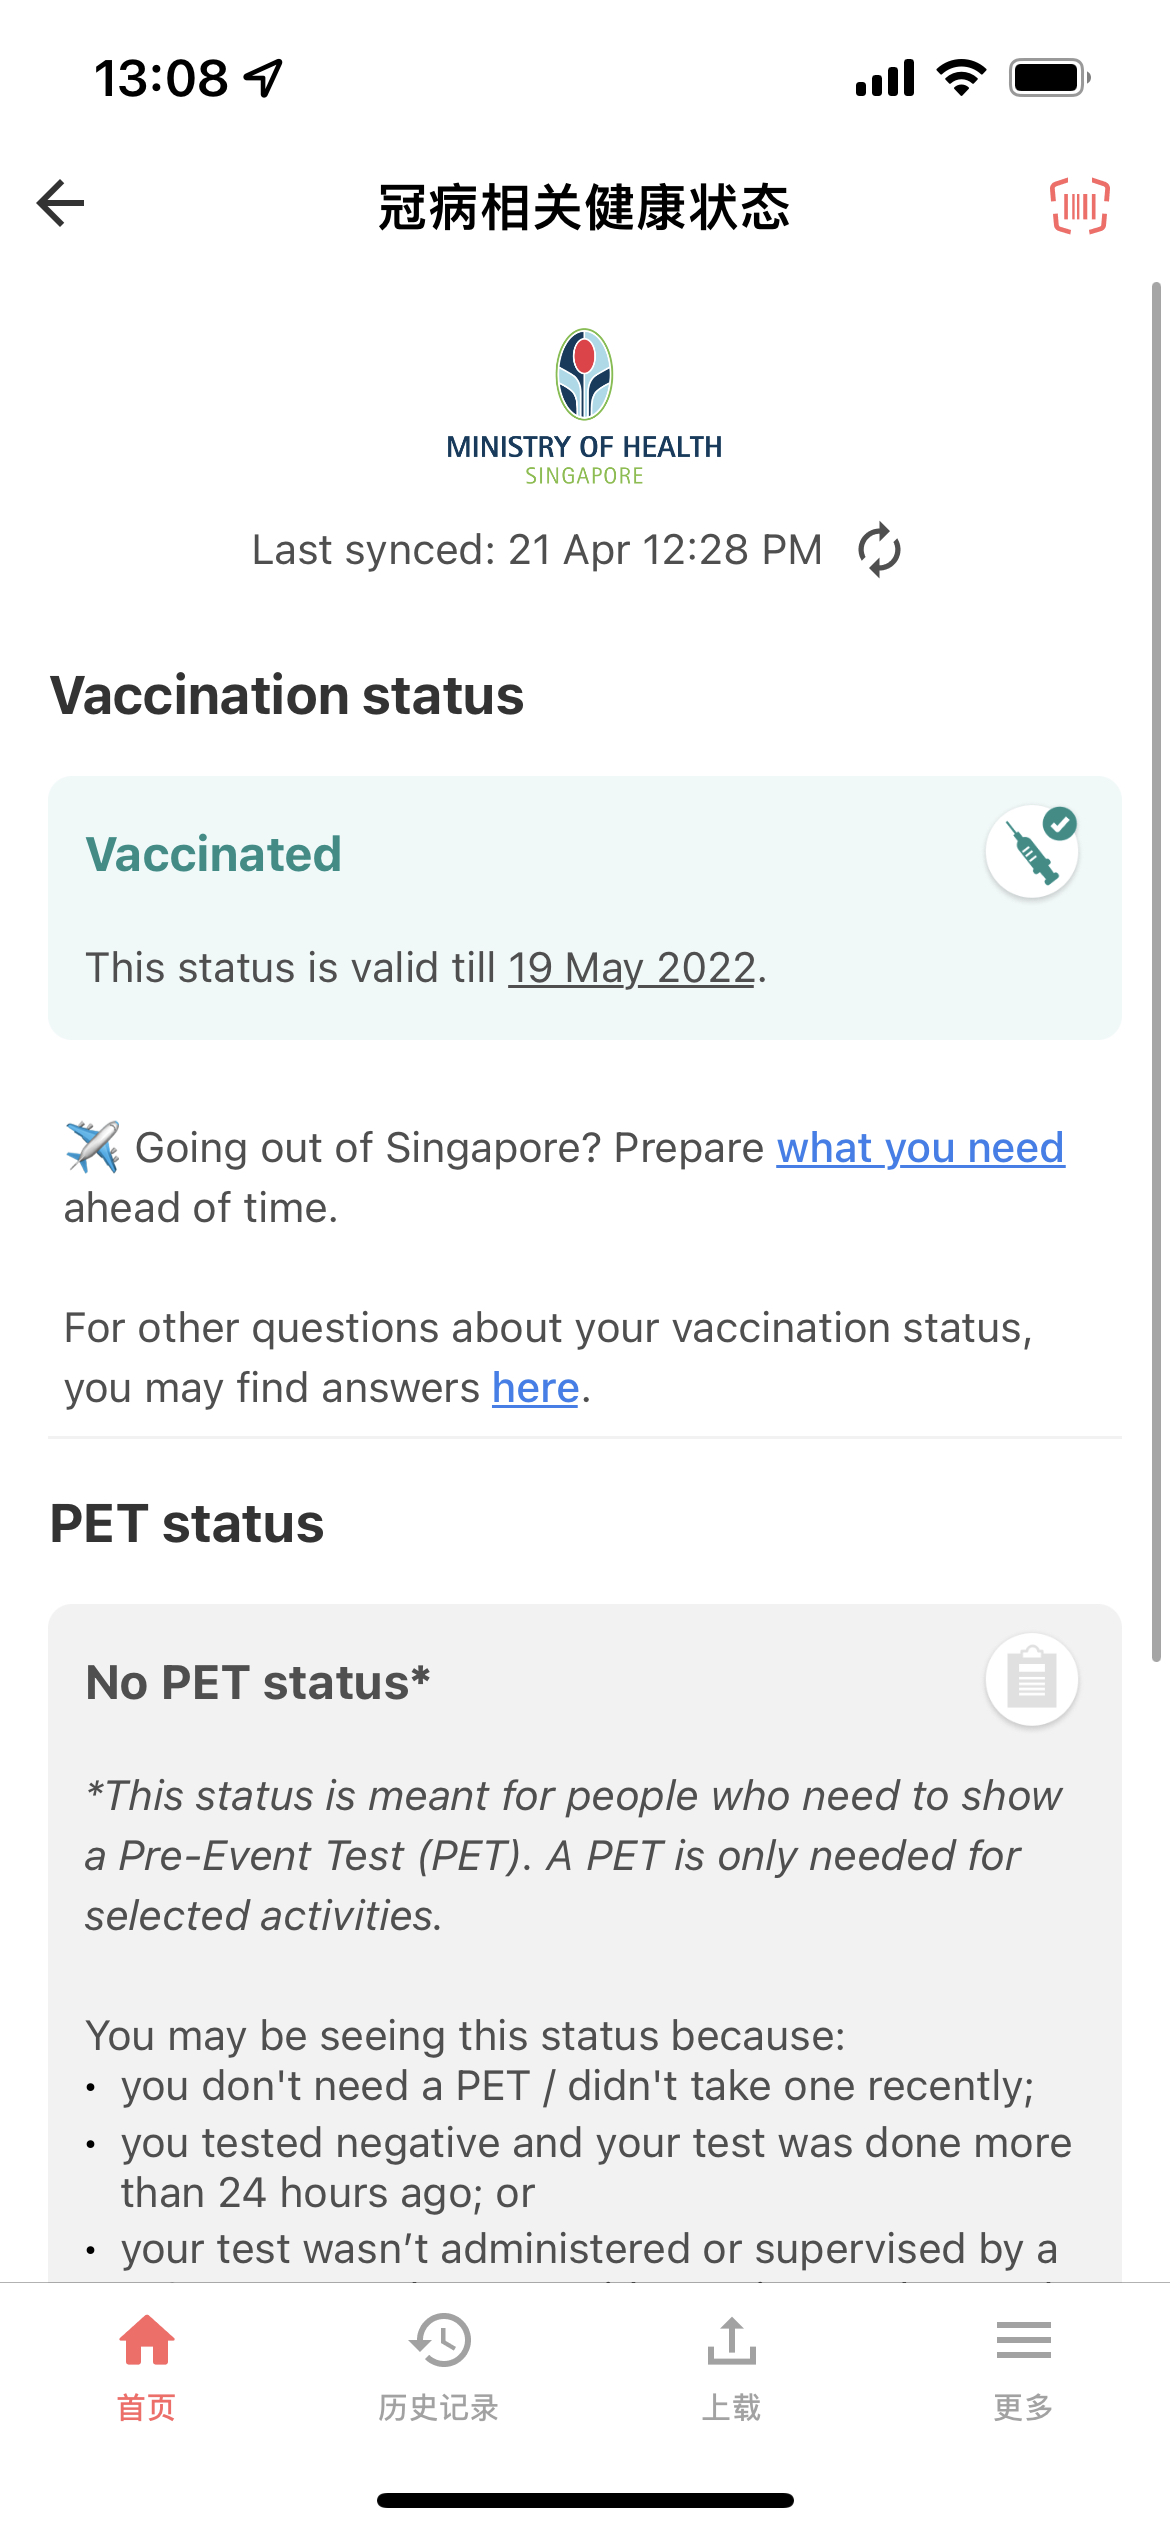 13:08
冠病相关健康状态
MINISTRY OF HEALTH
SINGAPORE
Last synced: 21 Apr 12:28 PM
Vaccination status
Vaccinated
This status is valid till 19 May 2022.
✈️ Going out of Singapore? Prepare what you need
ahead of time.
For other questions about your vaccination status,
you may find answers here.
PET status
No PET status*
*This status is meant for people who need to show
a Pre-Event Test (PET). A PET is only needed for
selected activities.
You may be seeing this status because:
• you don't need a PET / didn't take one recently;
• you tested negative and your test was done more
than 24 hours ago; or
• your test wasn’t administered or supervised by a
首页
历史记录
上载
更多